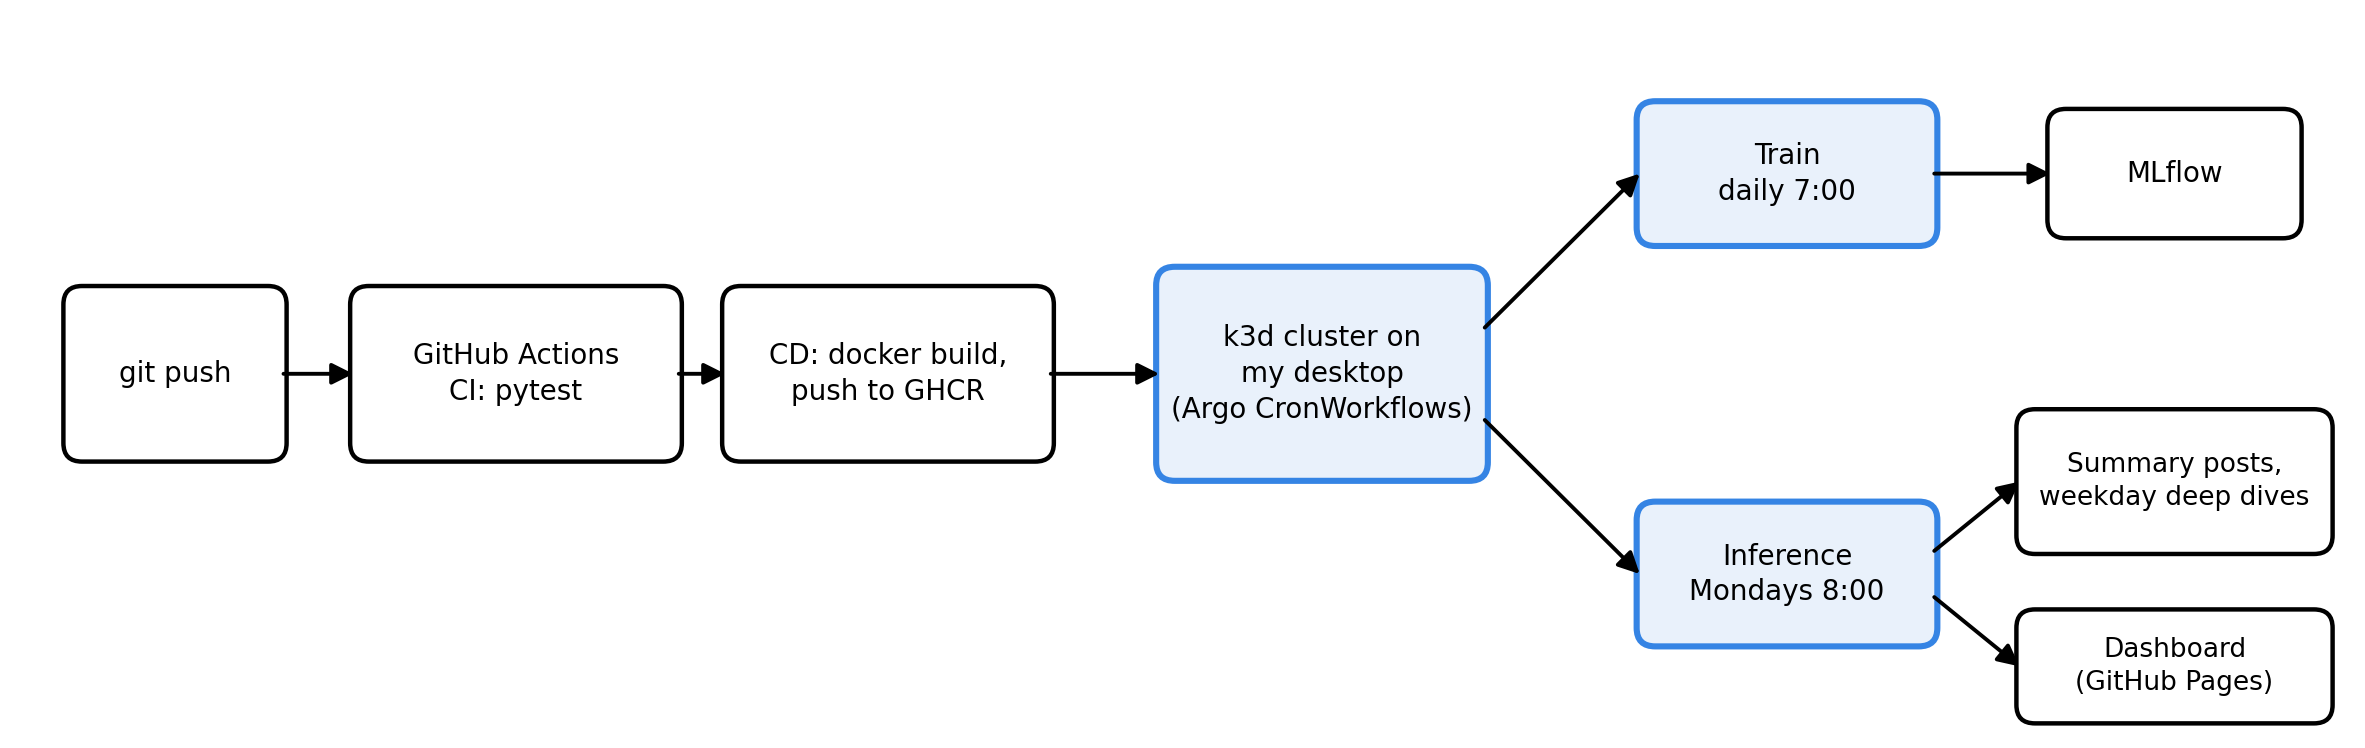 git push
GitHub Actions
CI: pytest
CD: docker build,
push to GHCR
k3d cluster on
my desktop
(Argo CronWorkflows)
Train
daily 7:00
MLflow
Inference
Mondays 8:00
Summary posts,
weekday deep dives
Dashboard
(GitHub Pages)